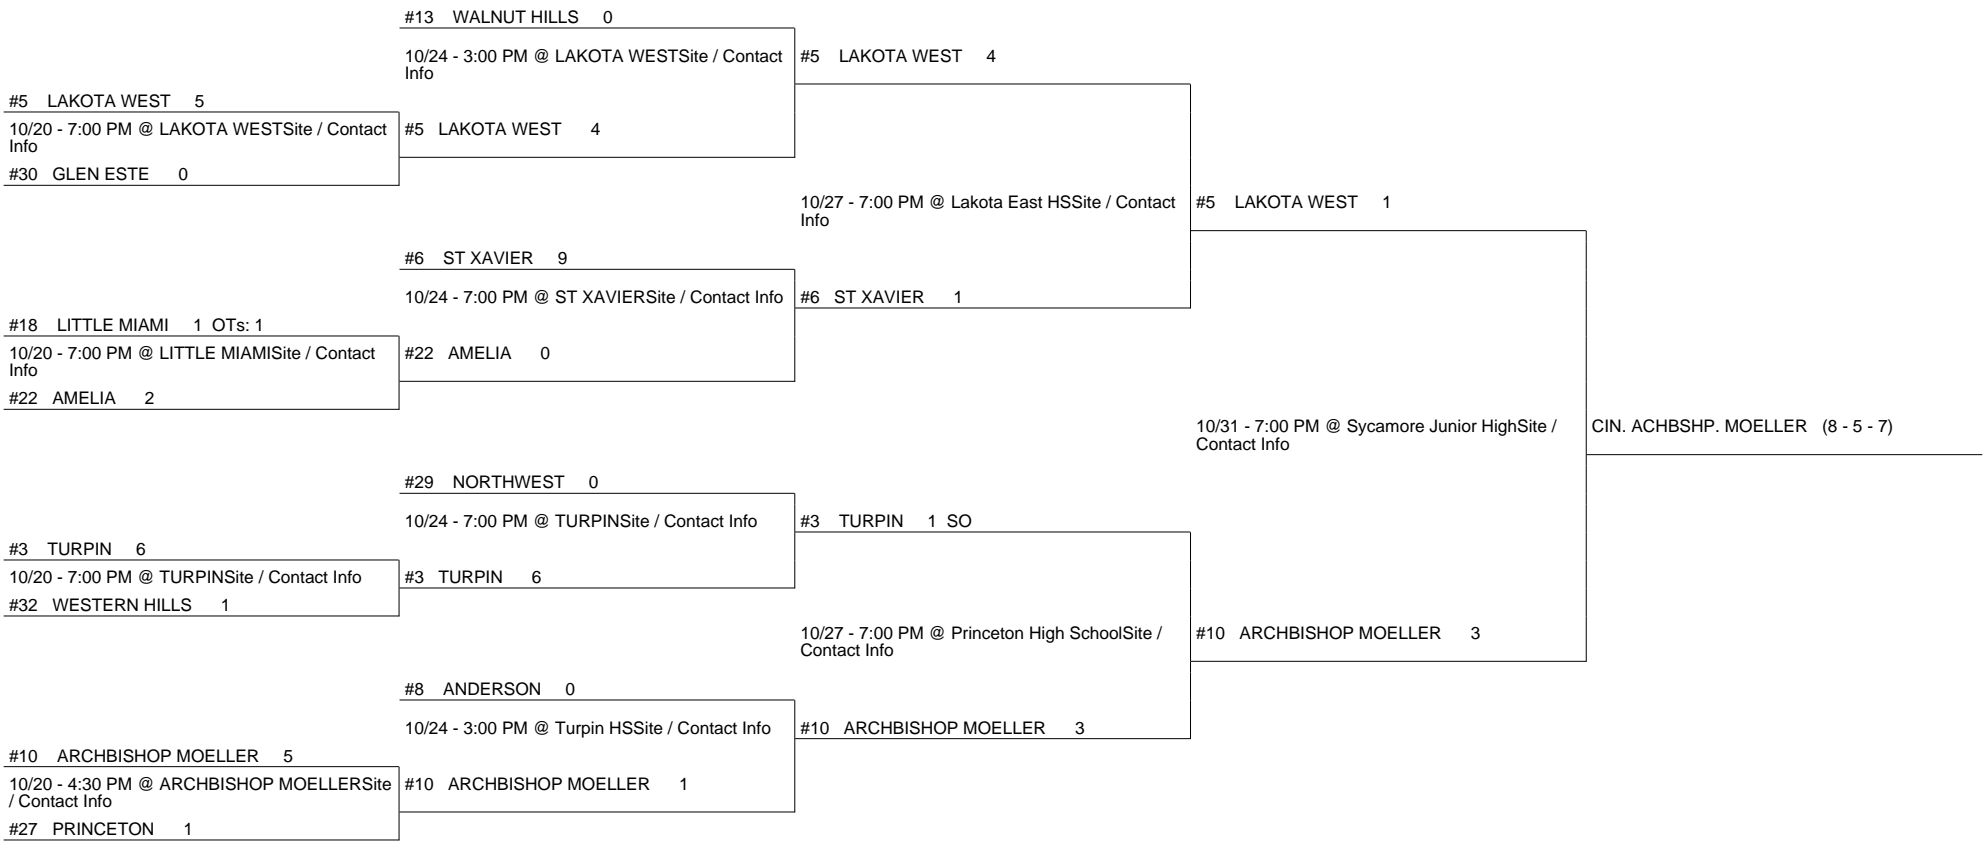 #13 WALNUT HILLS 0
10/24 - 3:00 PM @ LAKOTA WESTSite / Contact
Info
#5 LAKOTA WEST 4
#5 LAKOTA WEST 5
10/20 - 7:00 PM @ LAKOTA WESTSite / Contact
Info
#5 LAKOTA WEST 4
#30 GLEN ESTE 0
10/27 - 7:00 PM @ Lakota East HSSite / Contact
Info
#5 LAKOTA WEST 1
#6 ST XAVIER 9
10/24 - 7:00 PM @ ST XAVIERSite / Contact Info
#6 ST XAVIER 1
#18 LITTLE MIAMI 1 OTs: 1
10/20 - 7:00 PM @ LITTLE MIAMISite / Contact
Info
#22 AMELIA 0
#22 AMELIA 2
10/31 - 7:00 PM @ Sycamore Junior HighSite /
Contact Info
CIN. ACHBSHP. MOELLER (8 - 5 - 7)
#29 NORTHWEST 0
10/24 - 7:00 PM @ TURPINSite / Contact Info
#3 TURPIN 1 SO
#3 TURPIN 6
10/20 - 7:00 PM @ TURPINSite / Contact Info
#3 TURPIN 6
#32 WESTERN HILLS 1
10/27 - 7:00 PM @ Princeton High SchoolSite /
Contact Info
#10 ARCHBISHOP MOELLER 3
#8 ANDERSON 0
10/24 - 3:00 PM @ Turpin HSSite / Contact Info
#10 ARCHBISHOP MOELLER 3
#10 ARCHBISHOP MOELLER 5
10/20 - 4:30 PM @ ARCHBISHOP MOELLERSite
/ Contact Info
#10 ARCHBISHOP MOELLER 1
#27 PRINCETON 1